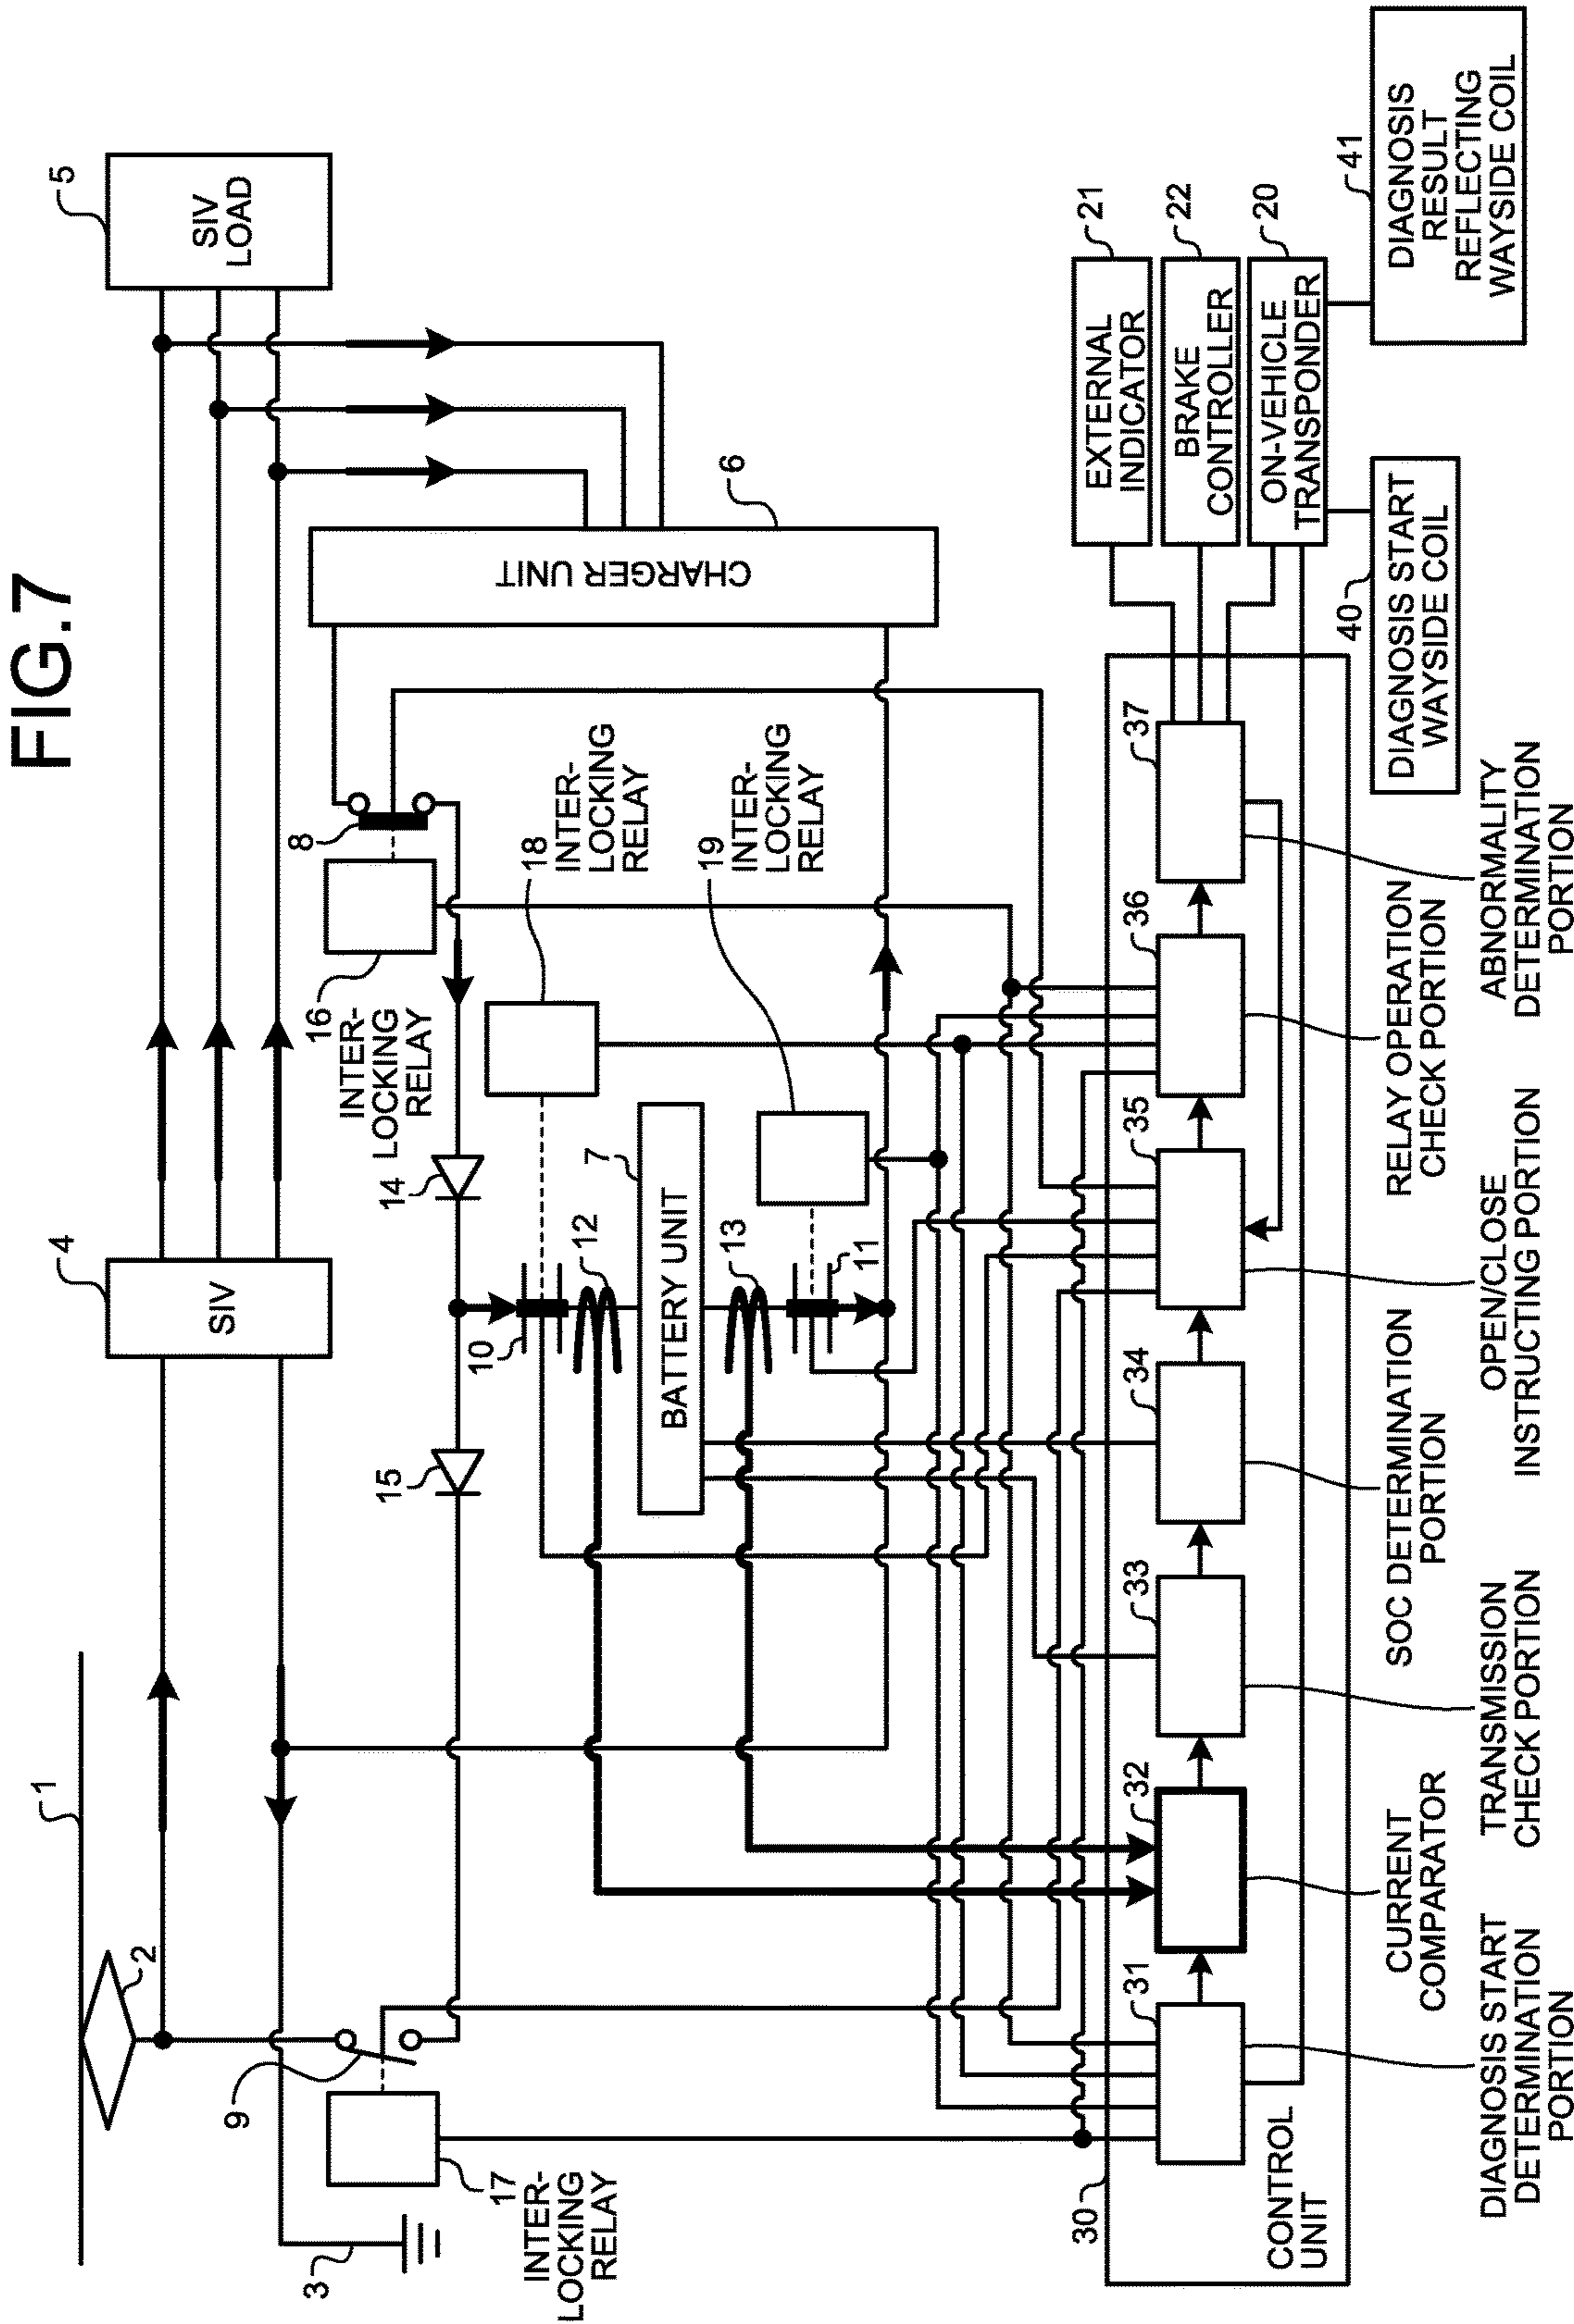 FIG.7
1
2
3
4
SIV
5
SIV
LOAD
6
CHARGER UNIT
9
17
INTER-
LOCKING
RELAY
8
16
INTER-
LOCKING
RELAY
14
15
18
INTER-
LOCKING
RELAY
10
12
7
BATTERY UNIT
13
11
19
INTER-
LOCKING
RELAY
30
CONTROL
UNIT
31
32
33
34
35
36
37
21
EXTERNAL
INDICATOR
22
BRAKE
CONTROLLER
20
ON-VEHICLE
TRANSPONDER
40
DIAGNOSIS START
WAYSIDE COIL
41
DIAGNOSIS
RESULT
REFLECTING
WAYSIDE COIL
DIAGNOSIS START
DETERMINATION
PORTION
CURRENT
COMPARATOR
TRANSMISSION
CHECK PORTION
SOC DETERMINATION
PORTION
OPEN/CLOSE
INSTRUCTING PORTION
RELAY OPERATION
CHECK PORTION
ABNORMALITY
DETERMINATION
PORTION